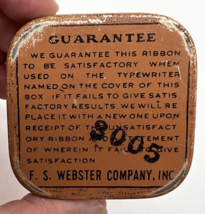 GUARANTEE
WE GUARANTEE THIS RIBBON
TO BE SATISFACTORY WHEN
USED ON THE TYPEWRITER
NAMED ON THE COVER OF THIS
BOX. IF IT FAILS TO GIVE SATIS
FACTORY RESULTS WE WILL RE
PLACE IT WITH A NEW ONE UPON
RECEIPT OF THE UNSATISFACT
ORY RIBBON AND STATEMENT
OF WHEREIN IT FAILS TO GIVE
SATISFACTION
F. S. WEBSTER COMPANY, INC